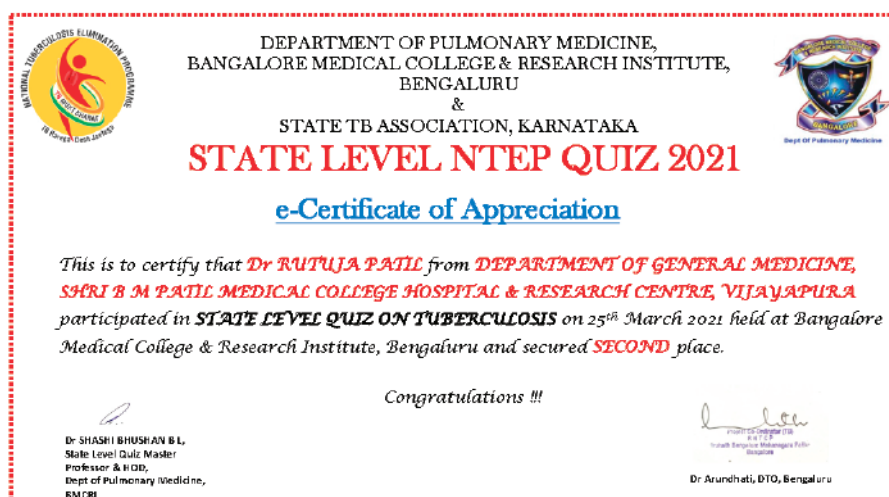 NATIONAL TUBERCULOSIS ELIMINATION PROGRAMME
DEPARTMENT OF PULMONARY MEDICINE,
BANGALORE MEDICAL COLLEGE & RESEARCH INSTITUTE,
BENGALURU
&
STATE TB ASSOCIATION, KARNATAKA
BANGALORE
Dept Of Pulmonary Medicine
STATE LEVEL NTEP QUIZ 2021
e-Certificate of Appreciation
This is to certify that Dr RUTUJA PATIL from DEPARTMENT OF GENERAL MEDICINE,
SHRI B M PATIL MEDICAL COLLEGE HOSPITAL & RESEARCH CENTRE, VIJAYAPURA
participated in STATE LEVEL QUIZ ON TUBERCULOSIS on 25th March 2021 held at Bangalore
Medical College & Research Institute, Bengaluru and secured SECOND place.
Congratulations !!!
Dr SHASHI BHUSHAN B L,
State Level Quiz Master
Professor & HOD,
Dept of Pulmonary Medicine,
BMCRI
Bangalore
Dr Arundhati, DTO, Bengaluru